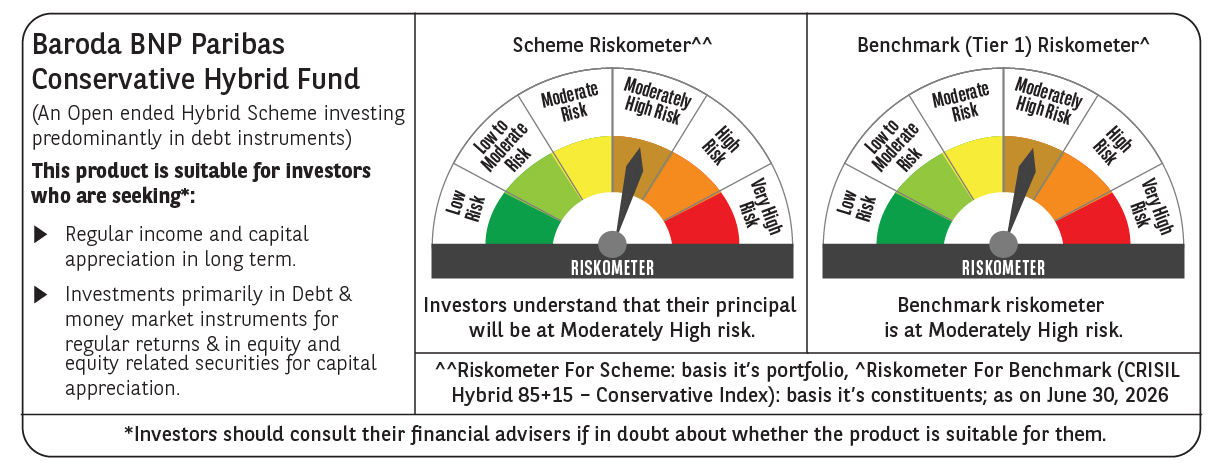 Baroda BNP Paribas
Conservative Hybrid Fund
(An Open ended Hybrid Scheme investing
predominantly in debt instruments)
This product is suitable for investors
who are seeking*:
Regular income and capital
appreciation in long term.
Investments primarily in Debt &
money market instruments for
regular returns & in equity and
equity related securities for capital
appreciation.
Scheme Riskometer^^
Low
Risk
Low to
Moderate
Risk
Moderate
Risk
Moderately
High Risk
High
Risk
Very High
Risk
RISKOMETER
Investors understand that their principal
will be at Moderately High risk.
Benchmark (Tier 1) Riskometer^
Low
Risk
Low to
Moderate
Risk
Moderate
Risk
Moderately
High Risk
High
Risk
Very High
Risk
RISKOMETER
Benchmark riskometer
is at Moderately High risk.
^^Riskometer For Scheme: basis it's portfolio, ^Riskometer For Benchmark (CRISIL
Hybrid 85+15 – Conservative Index): basis it's constituents; as on June 30, 2026
*Investors should consult their financial advisers if in doubt about whether the product is suitable for them.